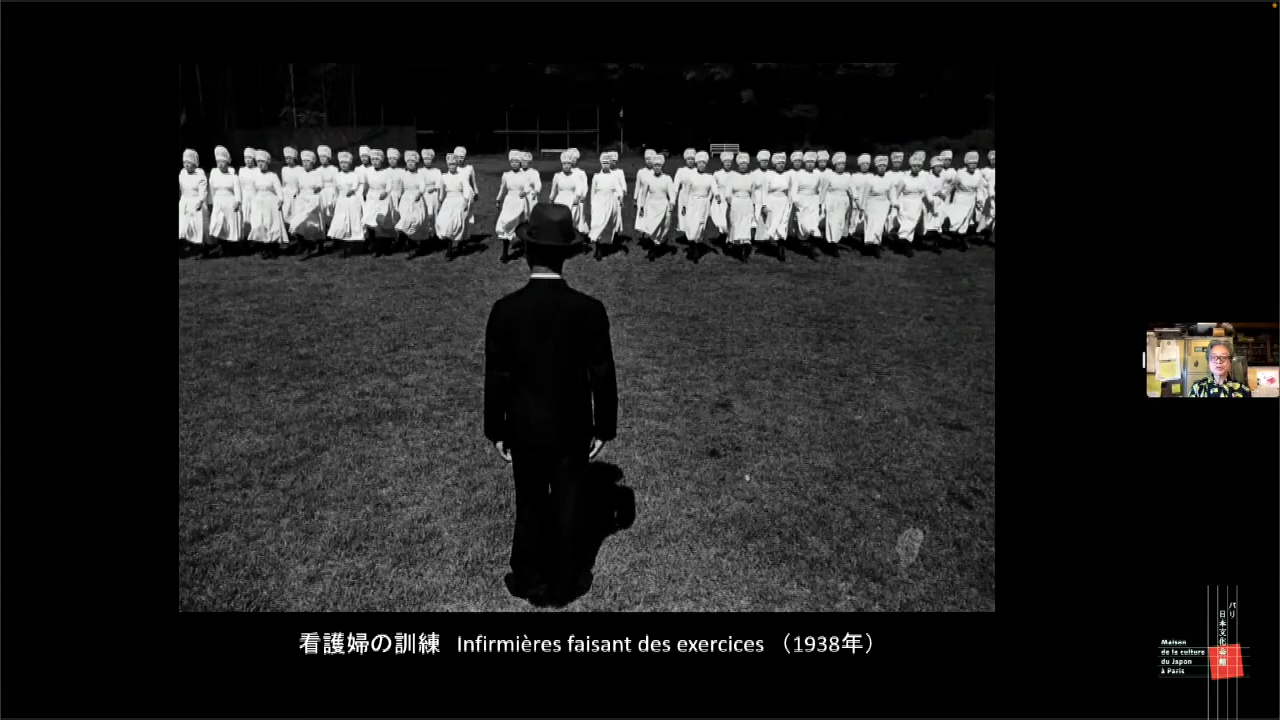 看護婦の訓練 Infirmières faisant des exercices （1938年）
パリ
日本文化会館
Maison
de la culture
du Japon
à Paris